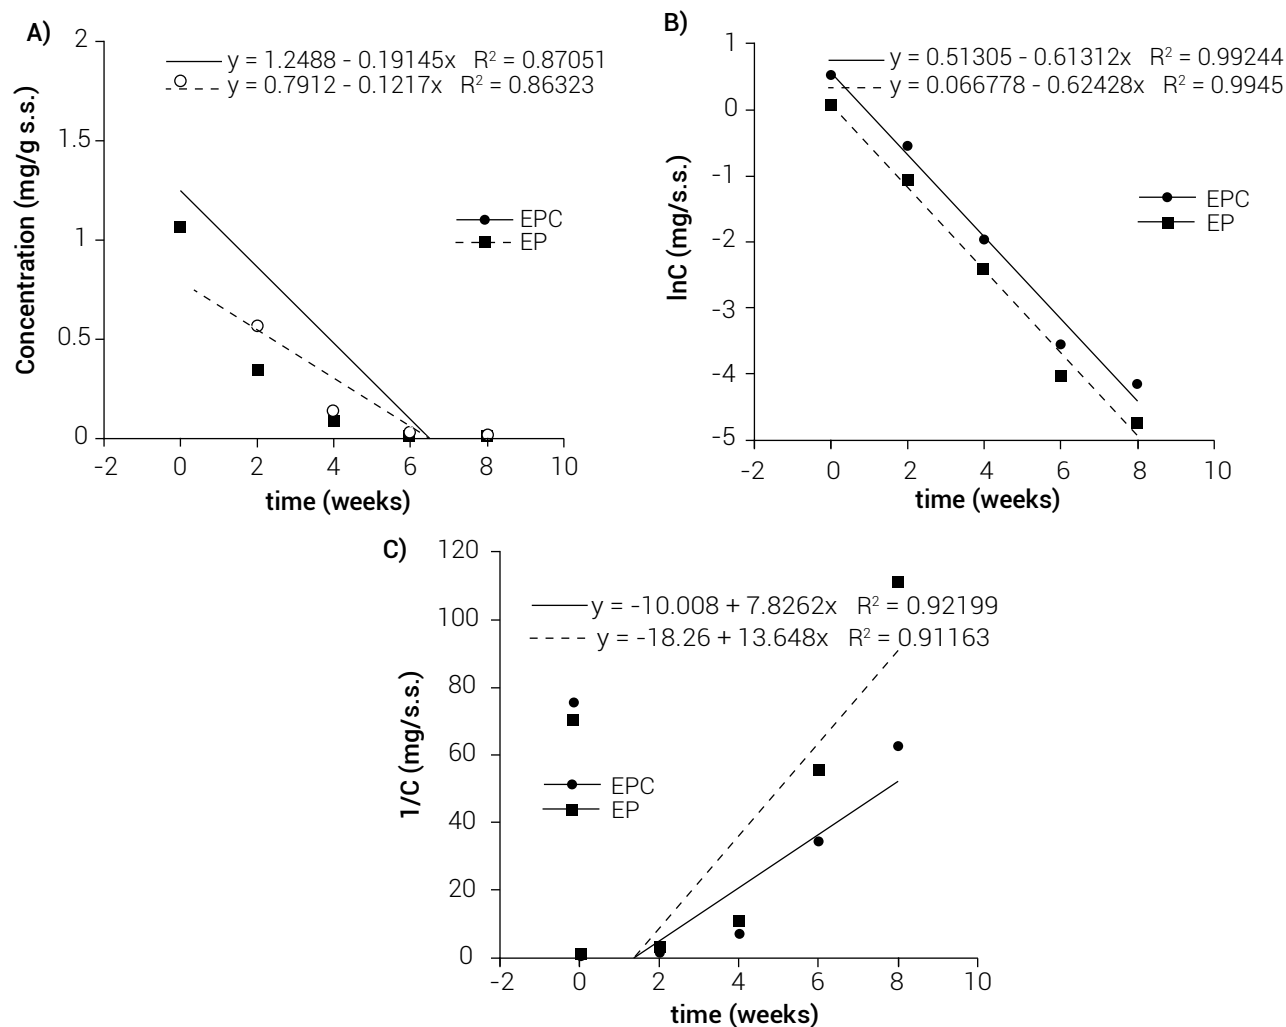 A)
y = 1.2488 - 0.19145x R² = 0.87051
y = 0.7912 - 0.1217x R² = 0.86323
2
1.5
1
0.5
0
Concentration (mg/g s.s.)
EPC
EP
-2 0 2 4 6 8 10
time (weeks)
B)
y = 0.51305 - 0.61312x R² = 0.99244
y = 0.066778 - 0.62428x R² = 0.9945
1
0
-1
-2
-3
-4
-5
lnC (mg/s.s.)
EPC
EP
-2 0 2 4 6 8 10
time (weeks)
C)
120
100
80
60
40
20
0
y = -10.008 + 7.8262x R² = 0.92199
y = -18.26 + 13.648x R² = 0.91163
1/C (mg/s.s.)
EPC
EP
-2 0 2 4 6 8 10
time (weeks)